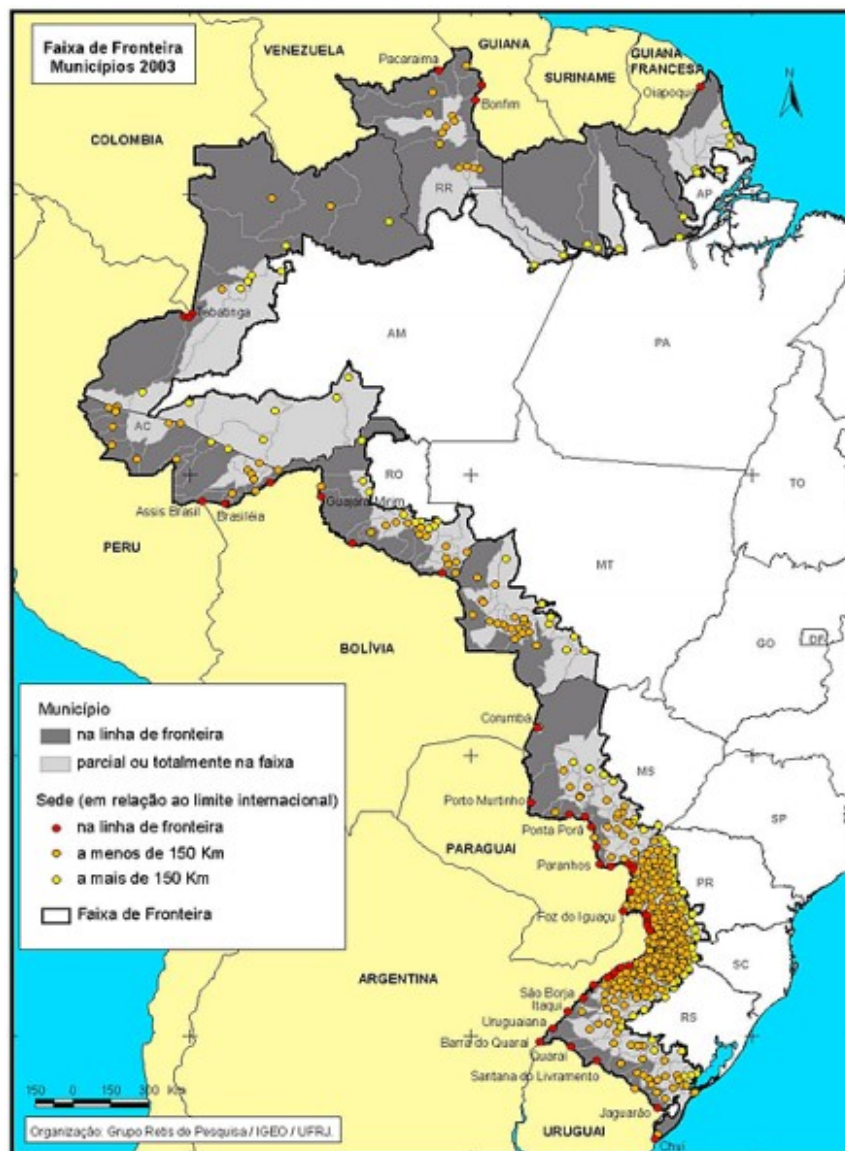 Faixa de Fronteira
Municípios 2003
VENEZUELA
GUIANA
SURINAME
GUIANA
FRANCESA
Pacaraima
Bonfim
Oiapoque
N
COLOMBIA
RR
AP
Tabatinga
AM
PA
AC
RO
TO
Assis Brasil
Brasiléia
Guajará Mirim
PERU
MT
BOLÍVIA
GO
DF
Corumbá
MS
Porto Murtinho
SP
Ponta Porã
PARAGUAI
Paranhos
PR
Foz do Iguaçu
SC
ARGENTINA
São Borja
Itaqui
RS
Uruguaiana
Barra do Quaraí
Quaraí
Santana do Livramento
Jaguarão
URUGUAI
Chuí
Município
na linha de fronteira
parcial ou totalmente na faixa
Sede (em relação ao limite internacional)
na linha de fronteira
a menos de 150 Km
a mais de 150 Km
Faixa de Fronteira
150 0 150 300 Km
Organização: Grupo Retis de Pesquisa / IGEO / UFRJ.